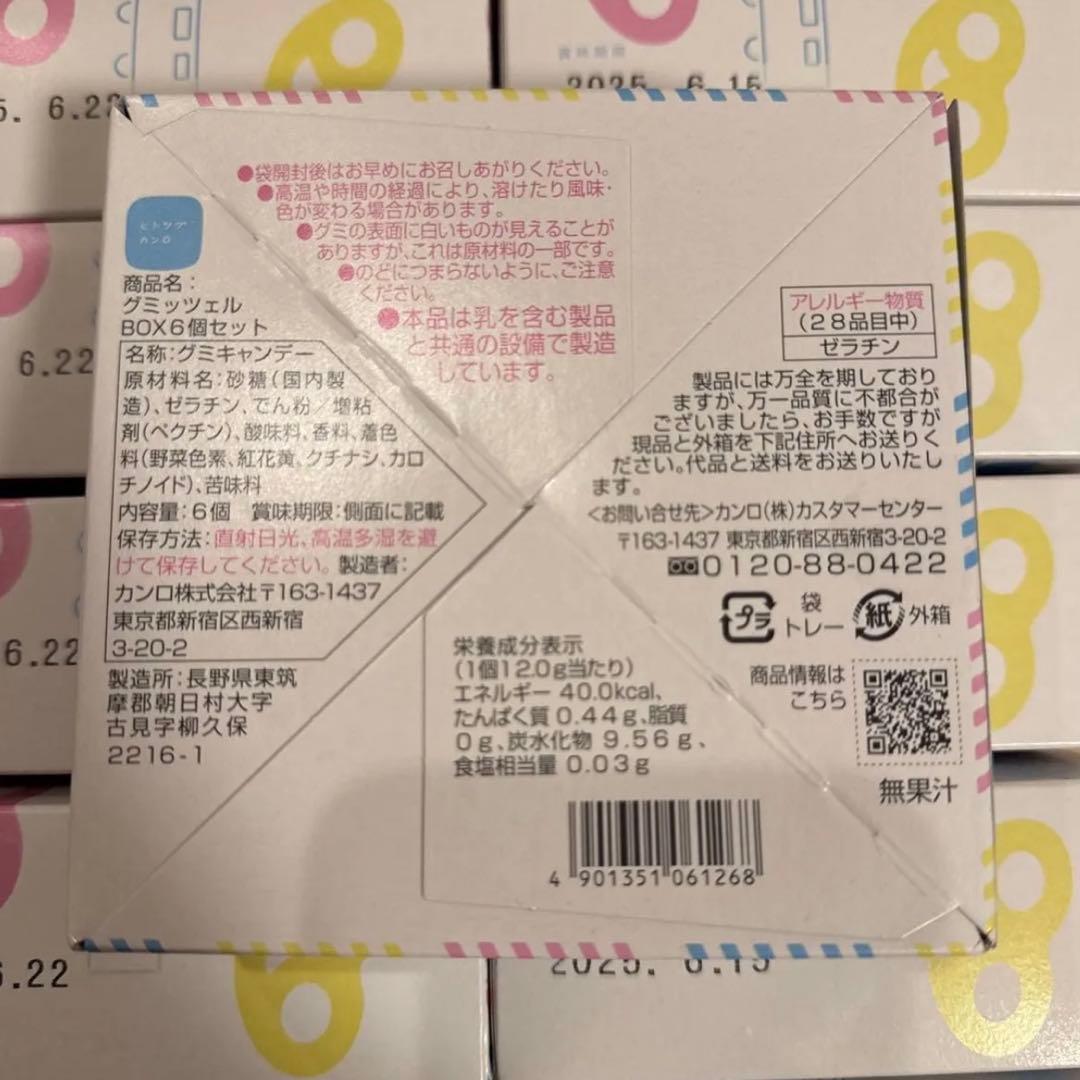 5. 6.22
賞味期限
2025. 6.15
●袋開封後はお早めにお召しあがりください。
●高温や時間の経過により、溶けたり風味・
色が変わる場合があります。
●グミの表面に白いものが見えることが
ありますが、これは原材料の一部です。
●のどにつまらないように、ご注意
ください。
●本品は乳を含む製品
と共通の設備で製造
しています。
ヒトツブ
カンロ
商品名：
グミッツェル
BOX6個セット
名称：グミキャンデー
原材料名：砂糖（国内製
造）、ゼラチン、でん粉／増粘
剤（ペクチン）、酸味料、香料、着色
料（野菜色素、紅花黄、クチナシ、カロ
チノイド）、苦味料
内容量：6個　賞味期限：側面に記載
保存方法：直射日光、高温多湿を避
けて保存してください。製造者：
カンロ株式会社〒163-1437
東京都新宿区西新宿
3-20-2
製造所：長野県東筑
摩郡朝日村大字
古見字柳久保
2216-1
アレルギー物質
（28品目中）
ゼラチン
製品には万全を期しており
ますが、万一品質に不都合が
ございましたら、お手数ですが
現品と外箱を下記住所へお送りく
ださい。代品と送料をお送りいたし
ます。
＜お問い合せ先＞カンロ（株）カスタマーセンター
〒163-1437 東京都新宿区西新宿3-20-2
0120-88-0422
プラ
袋
トレー
紙
外箱
商品情報は
こちら
無果汁
栄養成分表示
（1個12.0g当たり）
エネルギー 40.0kcal、
たんぱく質 0.44g、脂質
0g、炭水化物 9.56g、
食塩相当量 0.03g
4 901351 061268
6.22
6.22
6.22
2025. 6.15